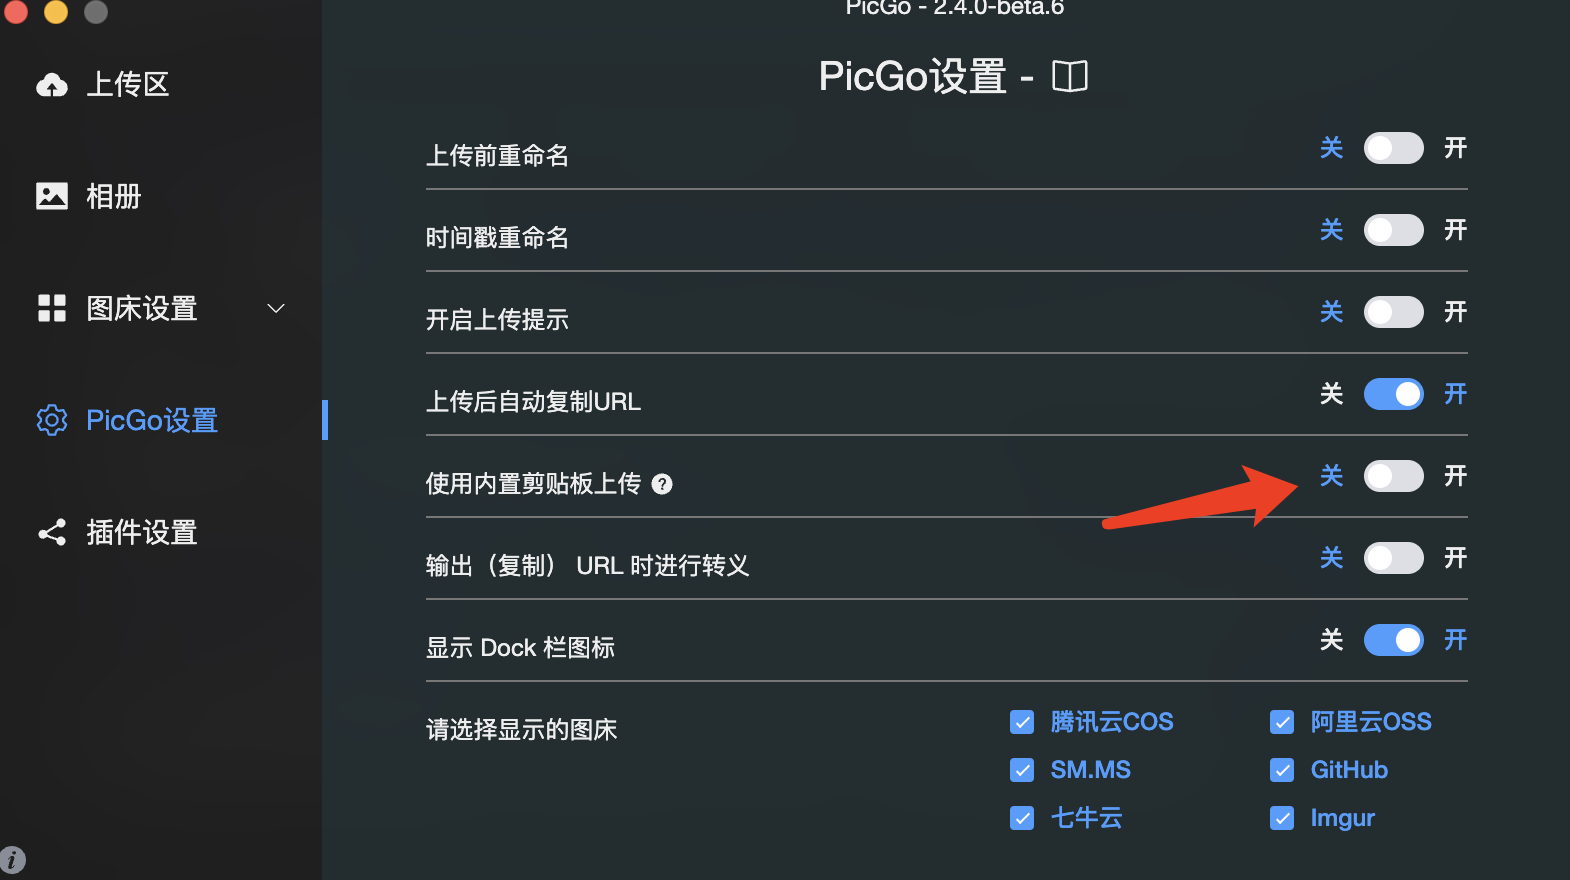 PicGo - 2.4.0-beta.6
上传区
相册
图床设置
PicGo设置
插件设置
PicGo设置 -
上传前重命名 关 开
时间戳重命名 关 开
开启上传提示 关 开
上传后自动复制URL 关 开
使用内置剪贴板上传 ? 关 开
输出（复制） URL 时进行转义 关 开
显示 Dock 栏图标 关 开
请选择显示的图床 腾讯云COS 阿里云OSS
SM.MS GitHub
七牛云 Imgur
i